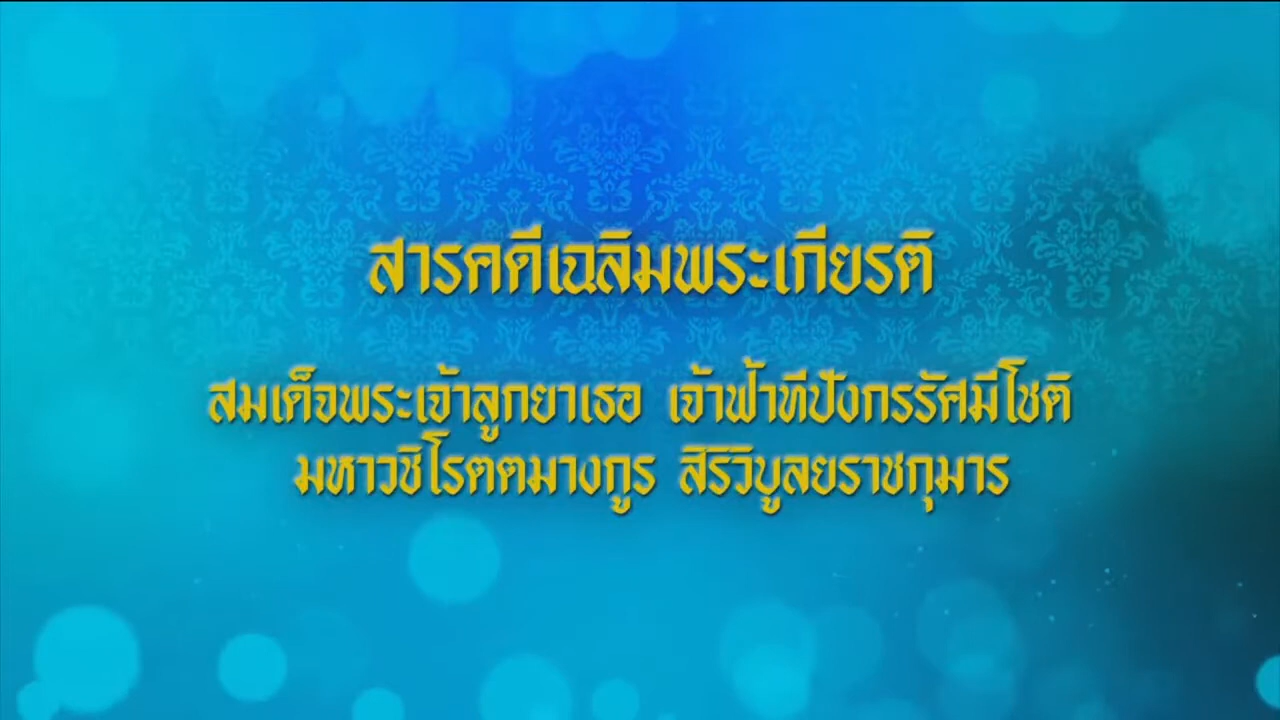 สารคดีเฉลิมพระเกียรติ
สมเด็จพระเจ้าลูกยาเธอ เจ้าฟ้าทีปังกรรัศมีโชติ
มหาวชิโรตตมางกูร สิริวิบูลยราชกุมาร